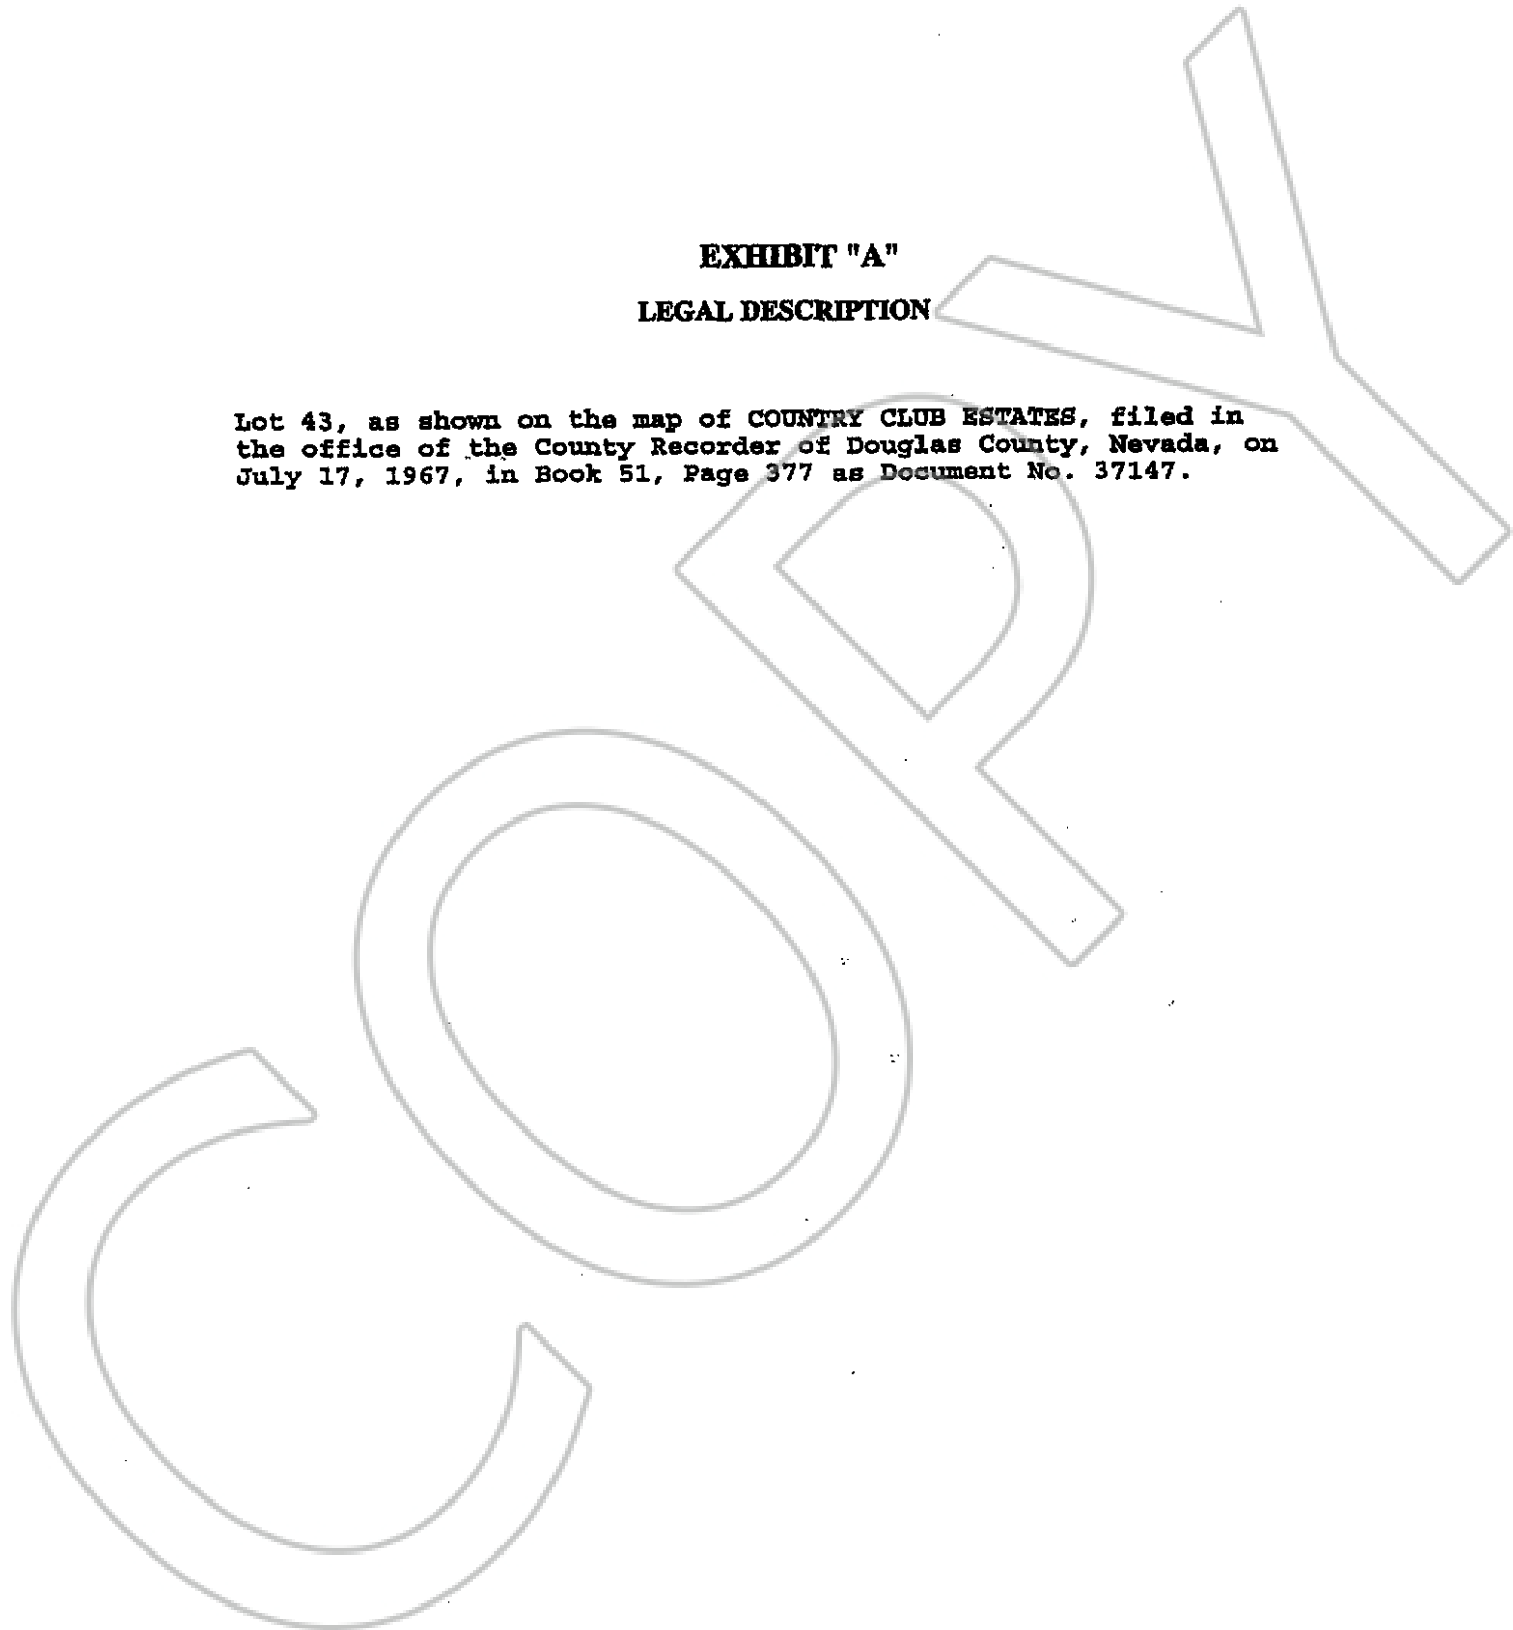 EXHIBIT "A"
LEGAL DESCRIPTION
Lot 43, as shown on the map of COUNTRY CLUB ESTATES, filed in
the office of the County Recorder of Douglas County, Nevada, on
July 17, 1967, in Book 51, Page 377 as Document No. 37147.
COPY